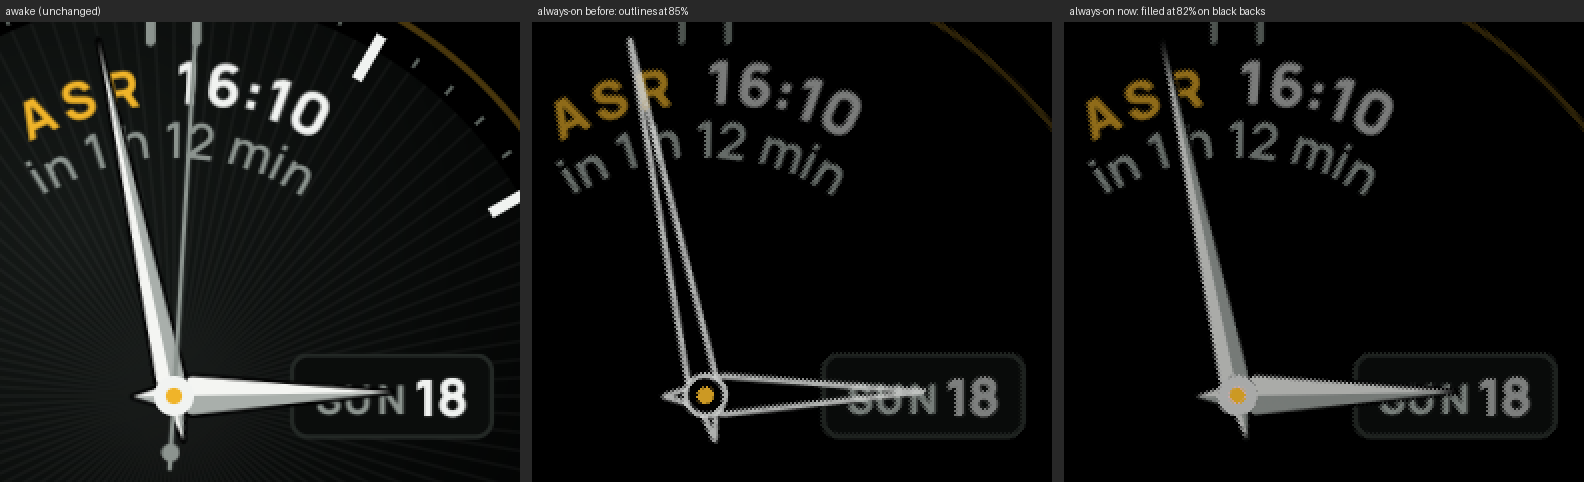 awake (unchanged)
ASR 16:10
in 1h 12 min
SUN 18
always-on before: outlines at 85%
ASR 16:10
in 1h 12 min
SUN 18
always-on now: filled at 82% on black backs
ASR 16:10
in 1h 12 min
SUN 18